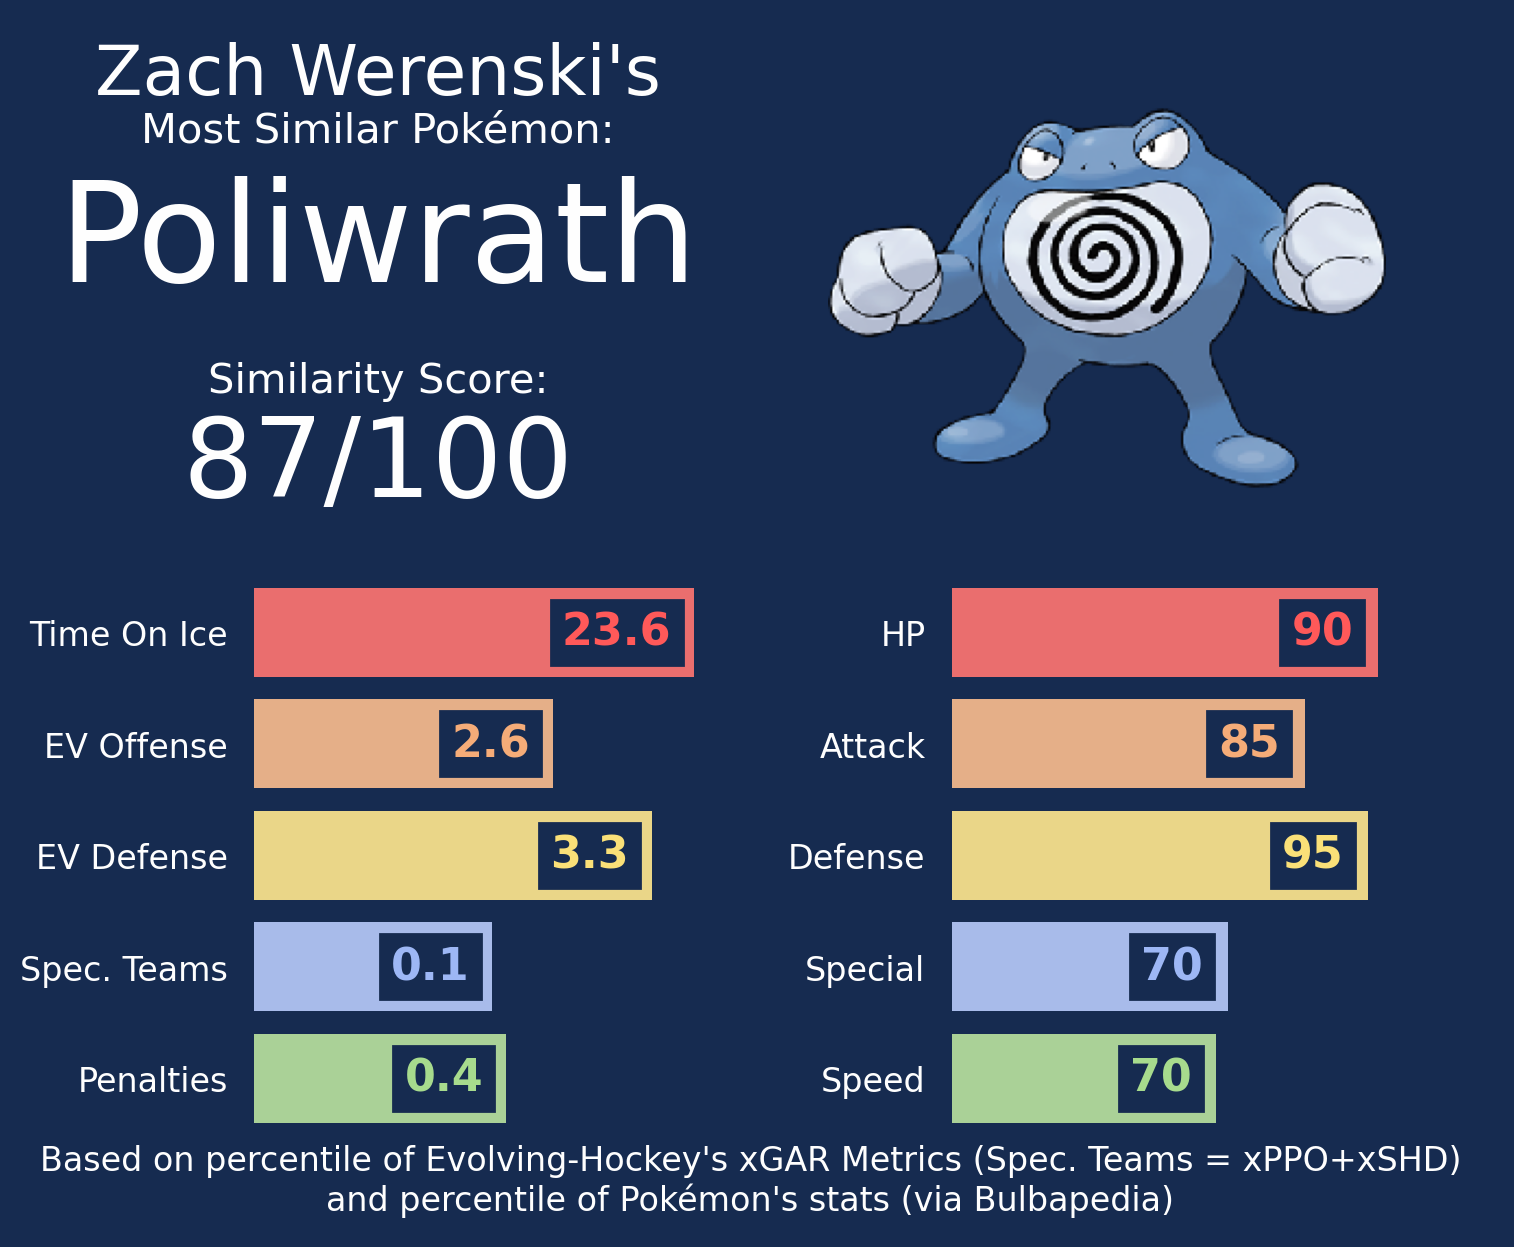 Zach Werenski's
Most Similar Pokémon:
Poliwrath
Similarity Score:
87/100
Time On Ice 23.6
EV Offense 2.6
EV Defense 3.3
Spec. Teams 0.1
Penalties 0.4
HP 90
Attack 85
Defense 95
Special 70
Speed 70
Based on percentile of Evolving-Hockey's xGAR Metrics (Spec. Teams = xPPO+xSHD)
and percentile of Pokémon's stats (via Bulbapedia)